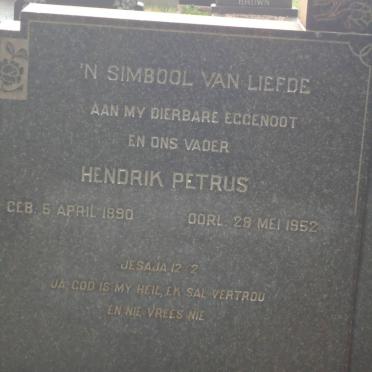 BROWN
'N SIMBOOL VAN LIEFDE
AAN MY DIERBARE EGGENOOT
EN ONS VADER
HENDRIK PETRUS
GEB. 5 APRIL 1890 OORL. 28 MEI 1952
JESAJA 12:2
JA, GOD IS MY HEIL, EK SAL VERTROU
EN NIE VREES NIE